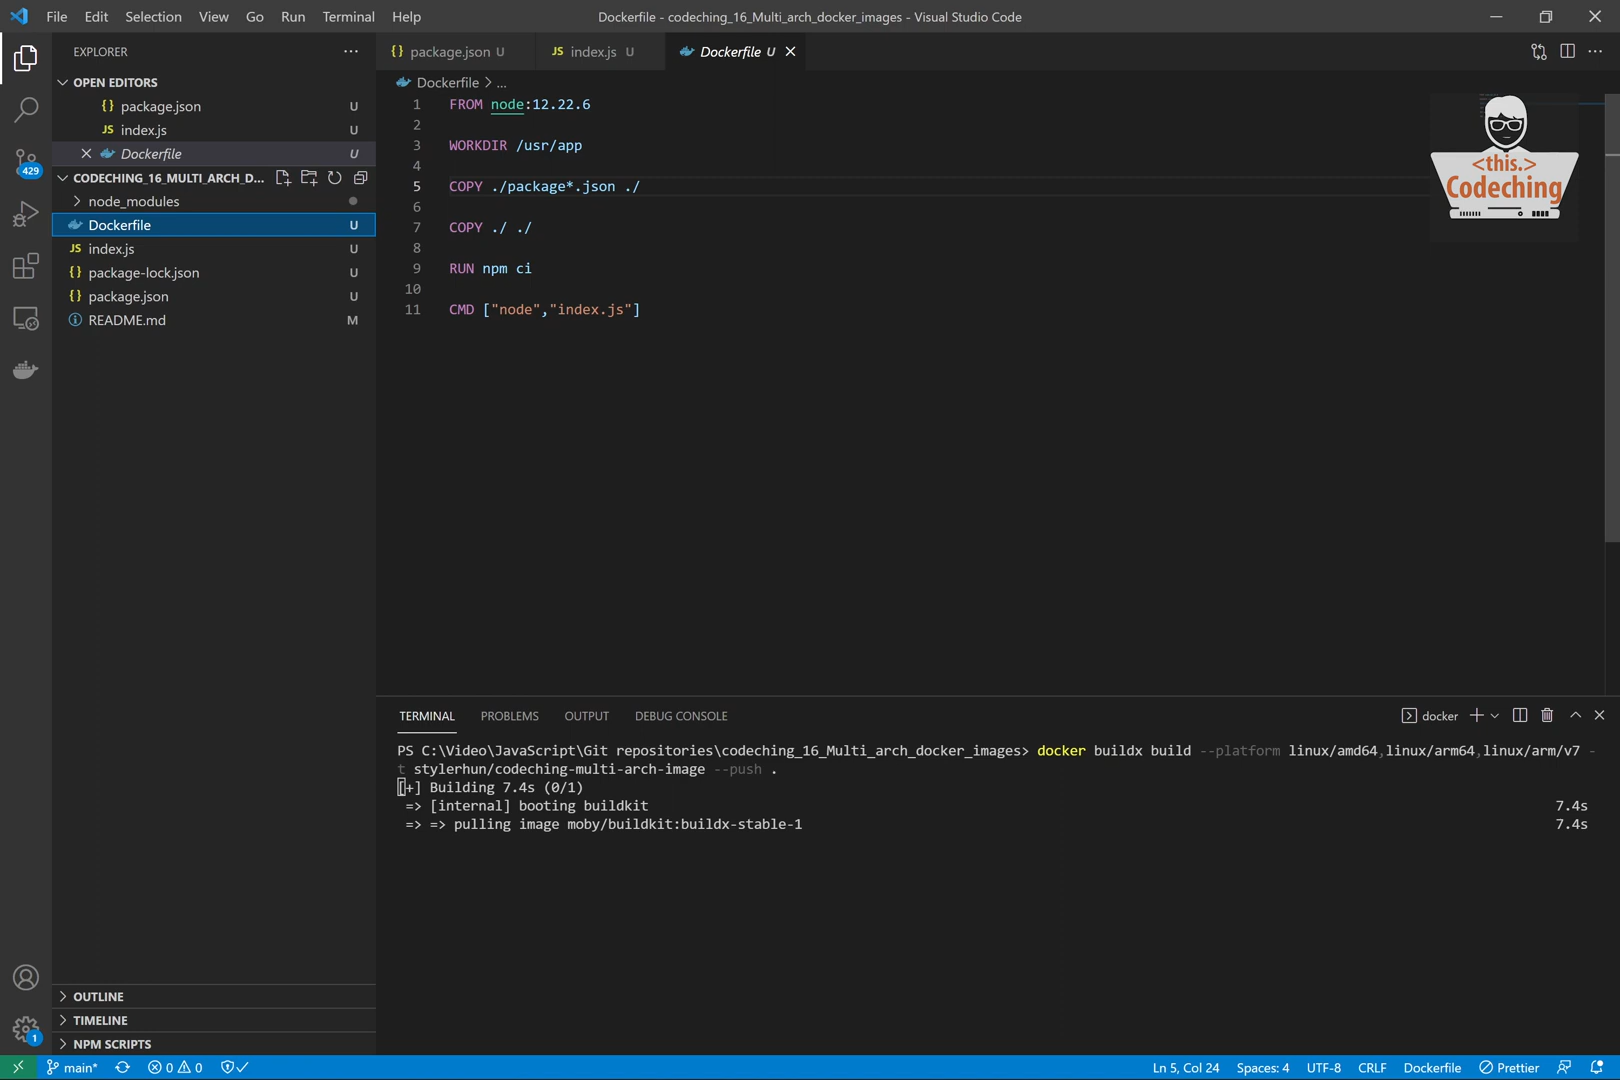 File Edit Selection View Go Run Terminal Help
Dockerfile - codeching_16_Multi_arch_docker_images - Visual Studio Code
EXPLORER
OPEN EDITORS
{} package.json U
JS index.js U
Dockerfile U
CODECHING_16_MULTI_ARCH_D...
node_modules
Dockerfile U
JS index.js U
{} package-lock.json U
{} package.json U
README.md M
429
1
OUTLINE
TIMELINE
NPM SCRIPTS
{} package.json U JS index.js U Dockerfile U
Dockerfile > ...
1 FROM node:12.22.6
2
3 WORKDIR /usr/app
4
5 COPY ./package*.json ./
6
7 COPY ./ ./
8
9 RUN npm ci
10
11 CMD ["node","index.js"]
<this.>
Codeching
TERMINAL PROBLEMS OUTPUT DEBUG CONSOLE
docker
PS C:\Video\JavaScript\Git repositories\codeching_16_Multi_arch_docker_images> docker buildx build --platform linux/amd64,linux/arm64,linux/arm/v7 -
t stylerhun/codeching-multi-arch-image --push .
[+] Building 7.4s (0/1)
=> [internal] booting buildkit 7.4s
=> => pulling image moby/buildkit:buildx-stable-1 7.4s
main* 0 0
Ln 5, Col 24 Spaces: 4 UTF-8 CRLF Dockerfile Prettier